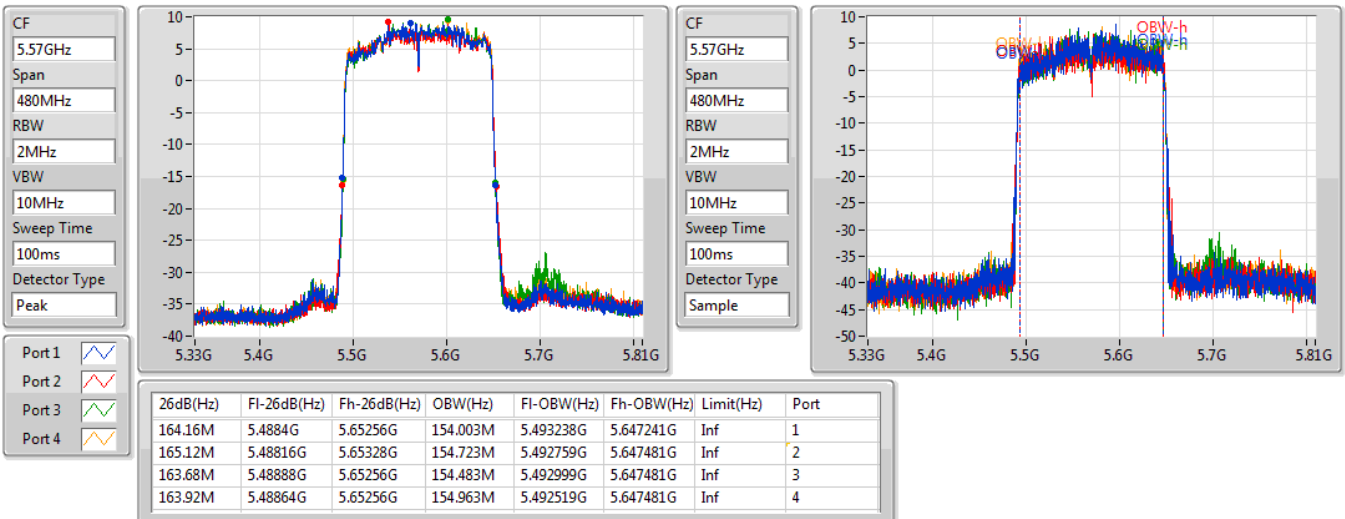 CF
5.57GHz
Span
480MHz
RBW
2MHz
VBW
10MHz
Sweep Time
100ms
Detector Type
Peak
10
5
0
-5
-10
-15
-20
-25
-30
-35
-40
5.33G 5.4G 5.5G 5.6G 5.7G 5.81G
CF
5.57GHz
Span
480MHz
RBW
2MHz
VBW
10MHz
Sweep Time
100ms
Detector Type
Sample
10
5
0
-5
-10
-15
-20
-25
-30
-35
-40
-45
-50
OBW-h
5.33G 5.4G 5.5G 5.6G 5.7G 5.81G
Port 1
Port 2
Port 3
Port 4
26dB(Hz) Fl-26dB(Hz) Fh-26dB(Hz) OBW(Hz) Fl-OBW(Hz) Fh-OBW(Hz) Limit(Hz) Port
164.16M 5.4884G 5.65256G 154.003M 5.493238G 5.647241G Inf 1
165.12M 5.48816G 5.65328G 154.723M 5.492759G 5.647481G Inf 2
163.68M 5.48888G 5.65256G 154.483M 5.492999G 5.647481G Inf 3
163.92M 5.48864G 5.65256G 154.963M 5.492519G 5.647481G Inf 4